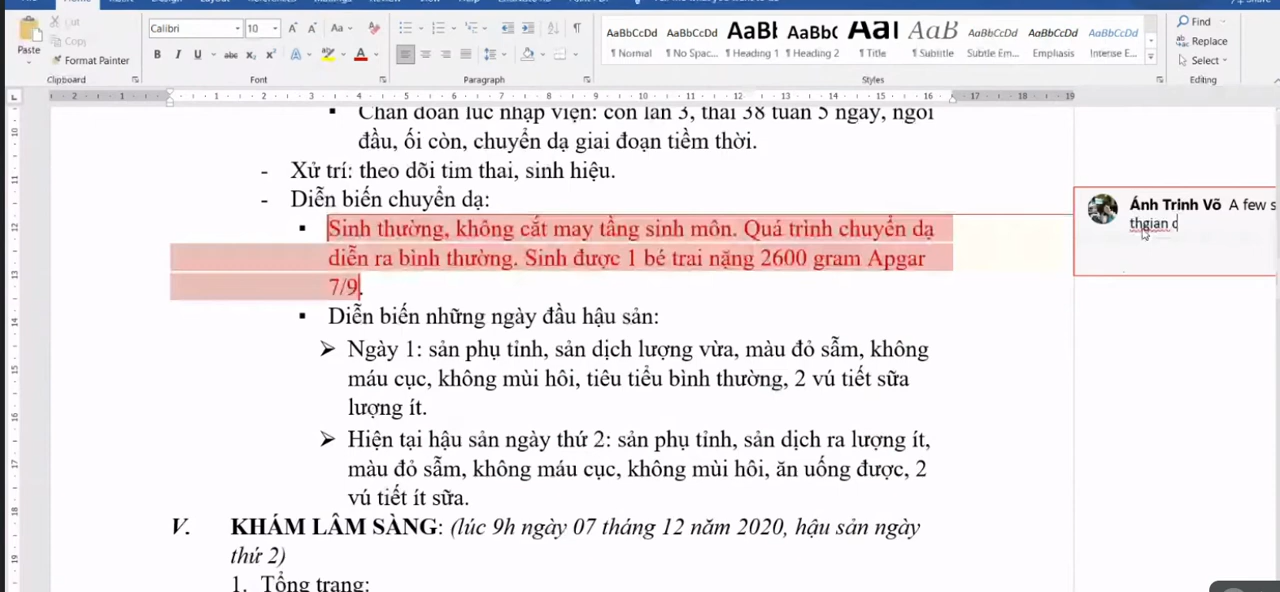 Cut
Copy
Paste
Format Painter
Clipboard
Calibri
10
Font
Paragraph
AaBbCcDd
¶ Normal
AaBbCcDd
¶ No Spac...
¶ Heading 1
AaBbC
¶ Heading 2
¶ Title
AaB
¶ Subtitle
AaBbCcDd
Subtle Em...
AaBbCcDd
Emphasis
AaBbCcDd
Intense E...
Styles
Find
Replace
Select
Editing
Chẩn đoán lúc nhập viện: con lần 3, thai 38 tuần 5 ngày, ngôi
đầu, ối còn, chuyển dạ giai đoạn tiềm thời.
- Xử trí: theo dõi tim thai, sinh hiệu.
- Diễn biến chuyển dạ:
Sinh thường, không cắt may tầng sinh môn. Quá trình chuyển dạ
diễn ra bình thường. Sinh được 1 bé trai nặng 2600 gram Apgar
7/9.
Diễn biến những ngày đầu hậu sản:
Ngày 1: sản phụ tỉnh, sản dịch lượng vừa, màu đỏ sẫm, không
máu cục, không mùi hôi, tiêu tiểu bình thường, 2 vú tiết sữa
lượng ít.
Hiện tại hậu sản ngày thứ 2: sản phụ tỉnh, sản dịch ra lượng ít,
màu đỏ sẫm, không máu cục, không mùi hôi, ăn uống được, 2
vú tiết ít sữa.
V. KHÁM LÂM SÀNG: (lúc 9h ngày 07 tháng 12 năm 2020, hậu sản ngày
thứ 2)
1. Tổng trạng:
Ánh Trinh Võ A few s
thgian c